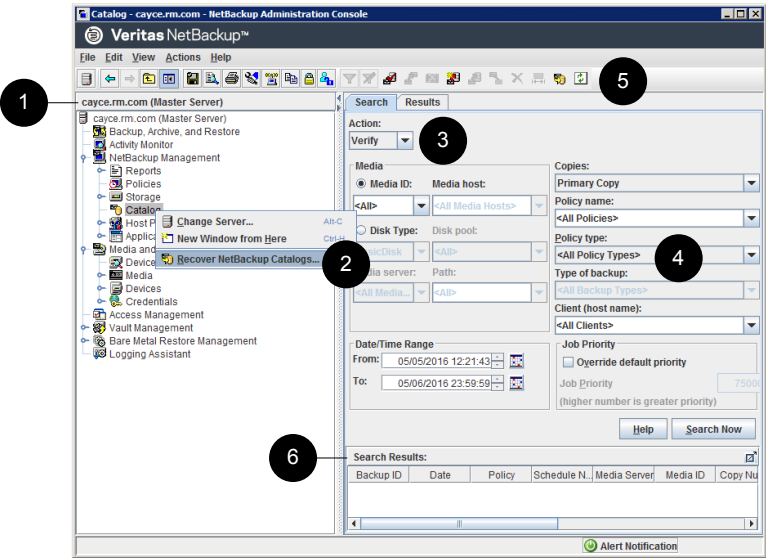 Catalog - cayce.rm.com - NetBackup Administration Console
Veritas NetBackup™
File Edit View Actions Help
5
1
cayce.rm.com (Master Server)
cayce.rm.com (Master Server)
Backup, Archive, and Restore
Activity Monitor
NetBackup Management
Reports
Policies
Storage
Catalog
Host P
Applica
Media and
Device
Media
Devices
Credentials
Access Management
Vault Management
Bare Metal Restore Management
Logging Assistant
Change Server... Alt-C
New Window from Here Ctrl-H
Recover NetBackup Catalogs...
2
Search Results
Action:
Verify
3
Media
Media ID: Media host:
<All> <All Media Hosts>
Disk Type: Disk pool:
asicDisk <All>
edia server: Path:
<All Media... <All>
Copies:
Primary Copy
Policy name:
<All Policies>
Policy type:
<All Policy Types>
4
Type of backup:
<All Backup Types>
Client (host name):
<All Clients>
Date/Time Range
From: 05/05/2016 12:21:43
To: 05/06/2016 23:59:59
Job Priority
Override default priority
Job Priority 75000
(higher number is greater priority)
Help Search Now
6
Search Results:
Backup ID Date Policy Schedule N... Media Server Media ID Copy Nu
Alert Notification